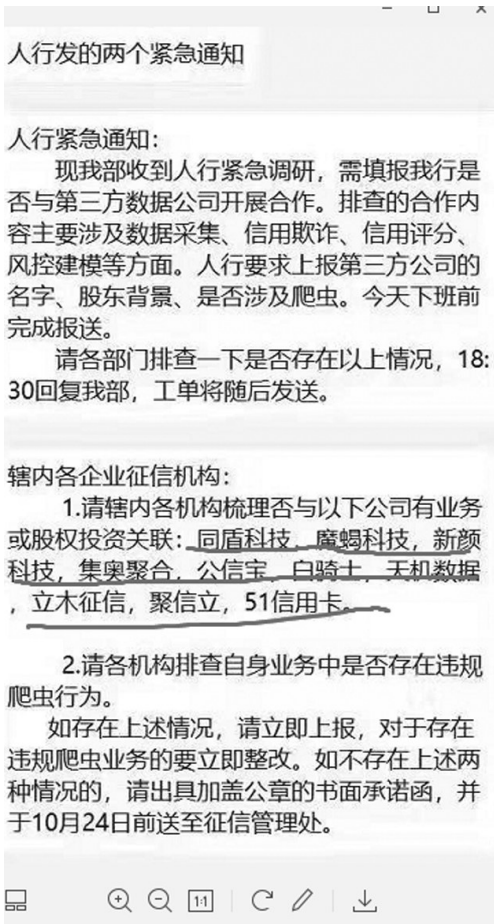 人行发的两个紧急通知
人行紧急通知：
现我部收到人行紧急调研，需填报我行是
否与第三方数据公司开展合作。排查的合作内
容主要涉及数据采集、信用欺诈、信用评分、
风控建模等方面。人行要求上报第三方公司的
名字、股东背景、是否涉及爬虫。今天下班前
完成报送。
请各部门排查一下是否存在以上情况，18:
30回复我部，工单将随后发送。
辖内各企业征信机构：
1.请辖内各机构梳理否与以下公司有业务
或股权投资关联：同盾科技，魔蝎科技，新颜
科技，集奥聚合，公信宝，白骑士，天机数据
，立木征信，聚信立，51信用卡。
2.请各机构排查自身业务中是否存在违规
爬虫行为。
如存在上述情况，请立即上报，对于存在
违规爬虫业务的要立即整改。如不存在上述两
种情况的，请出具加盖公章的书面承诺函，并
于10月24日前送至征信管理处。
1:1